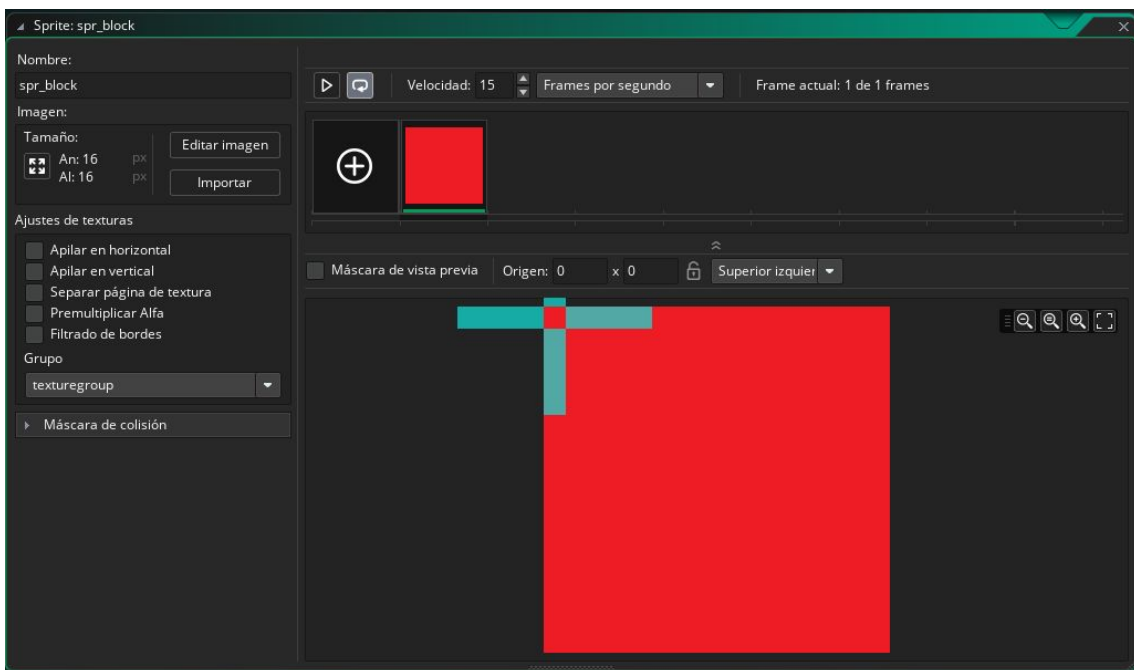 Sprite: spr_block
Nombre:
spr_block
Imagen:
Tamaño:
An: 16 px
Al: 16 px
Editar imagen
Importar
Ajustes de texturas
Apilar en horizontal
Apilar en vertical
Separar página de textura
Premultiplicar Alfa
Filtrado de bordes
Grupo
texturegroup
Máscara de colisión
Velocidad: 15
Frames por segundo
Frame actual: 1 de 1 frames
Máscara de vista previa
Origen: 0 x 0
Superior izquier